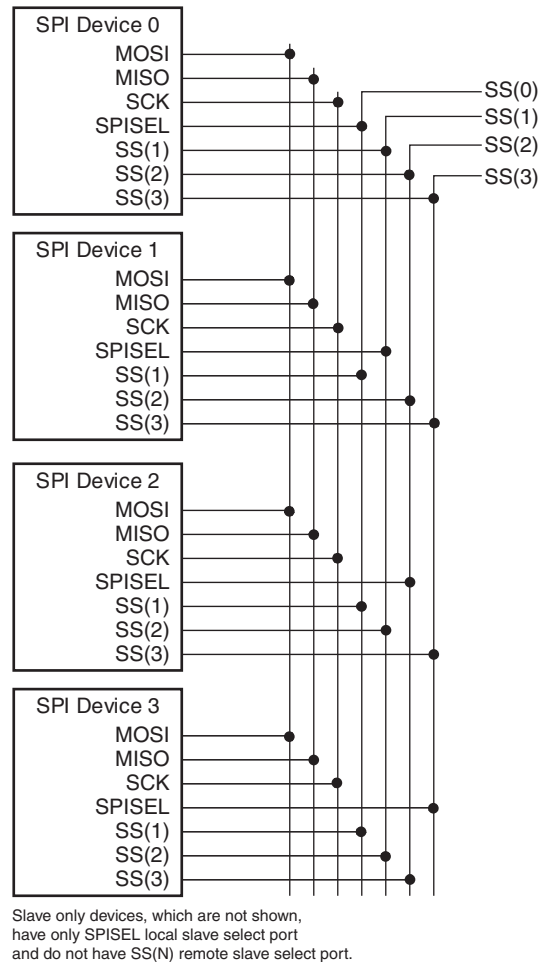 SPI Device 0
MOSI
MISO
SCK
SPISEL
SS(1)
SS(2)
SS(3)
SS(0)
SS(1)
SS(2)
SS(3)
SPI Device 1
MOSI
MISO
SCK
SPISEL
SS(1)
SS(2)
SS(3)
SPI Device 2
MOSI
MISO
SCK
SPISEL
SS(1)
SS(2)
SS(3)
SPI Device 3
MOSI
MISO
SCK
SPISEL
SS(1)
SS(2)
SS(3)
Slave only devices, which are not shown,
have only SPISEL local slave select port
and do not have SS(N) remote slave select port.